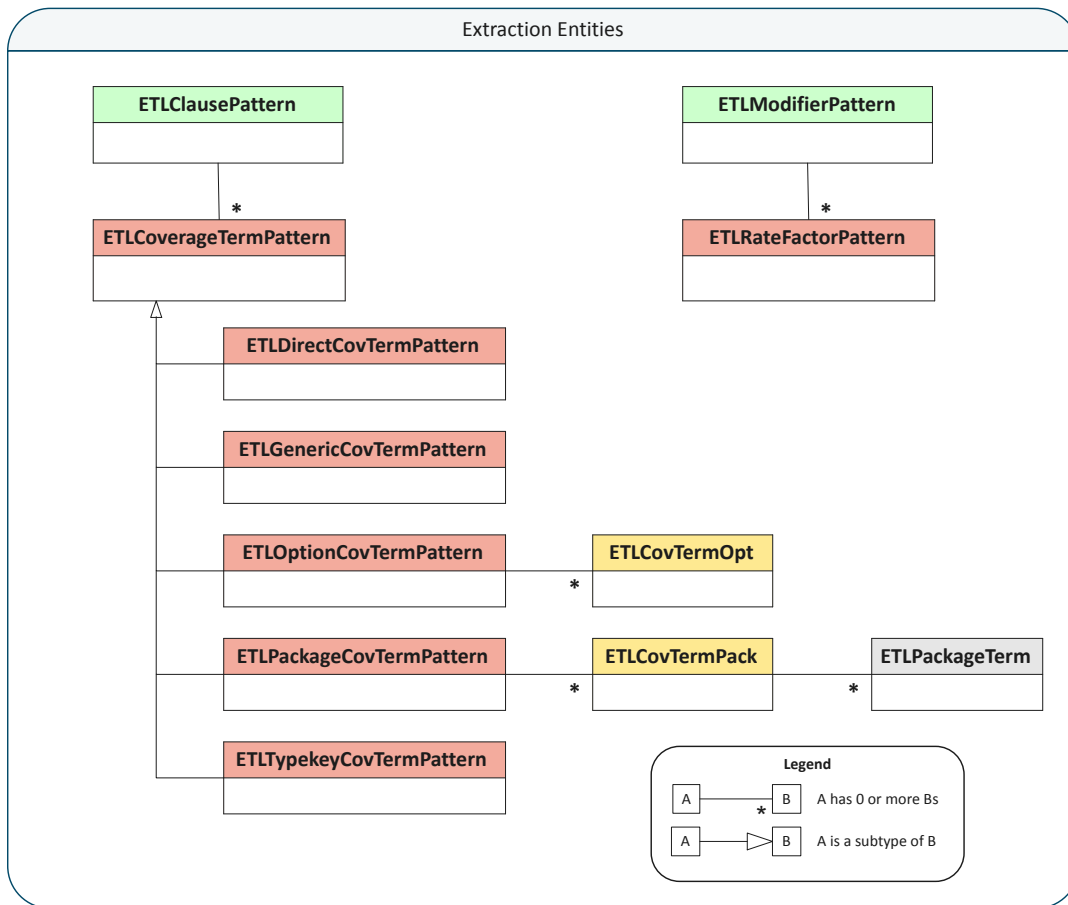 Extraction Entities
ETLClausePattern
ETLModifierPattern
*
*
ETLCoverageTermPattern
ETLRateFactorPattern
ETLDirectCovTermPattern
ETLGenericCovTermPattern
ETLOptionCovTermPattern
ETLCovTermOpt
*
ETLPackageCovTermPattern
ETLCovTermPack
ETLPackageTerm
*
*
ETLTypekeyCovTermPattern
Legend
A
B
A has 0 or more Bs
*
A
B
A is a subtype of B